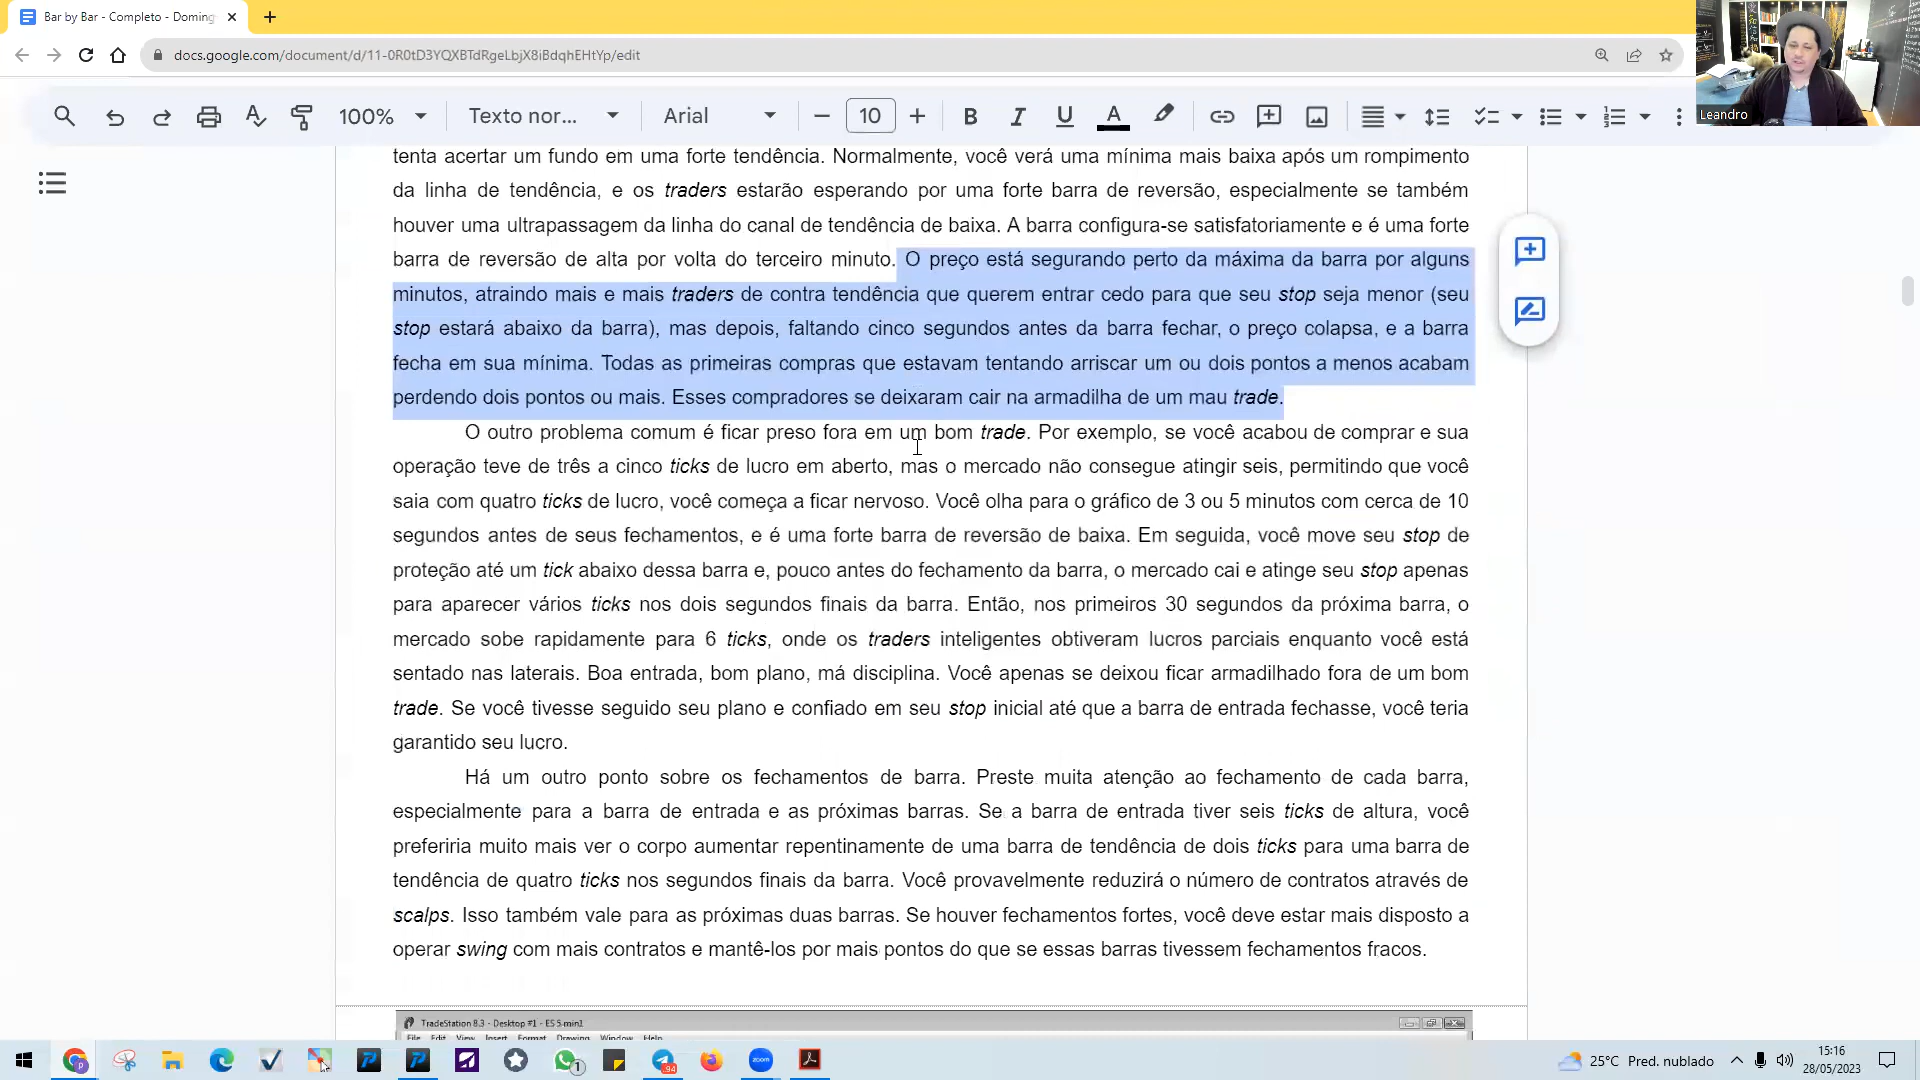 Bar by Bar - Completo - Doming
docs.google.com/document/d/11-0R0tD3YQXBTdRgeLbjX8iBdqhEHtYp/edit
Leandro
100%
Texto nor...
Arial
10
tenta acertar um fundo em uma forte tendência. Normalmente, você verá uma mínima mais baixa após um rompimento
da linha de tendência, e os traders estarão esperando por uma forte barra de reversão, especialmente se também
houver uma ultrapassagem da linha do canal de tendência de baixa. A barra configura-se satisfatoriamente e é uma forte
barra de reversão de alta por volta do terceiro minuto. O preço está segurando perto da máxima da barra por alguns
minutos, atraindo mais e mais traders de contra tendência que querem entrar cedo para que seu stop seja menor (seu
stop estará abaixo da barra), mas depois, faltando cinco segundos antes da barra fechar, o preço colapsa, e a barra
fecha em sua mínima. Todas as primeiras compras que estavam tentando arriscar um ou dois pontos a menos acabam
perdendo dois pontos ou mais. Esses compradores se deixaram cair na armadilha de um mau trade.
O outro problema comum é ficar preso fora em um bom trade. Por exemplo, se você acabou de comprar e sua
operação teve de três a cinco ticks de lucro em aberto, mas o mercado não consegue atingir seis, permitindo que você
saia com quatro ticks de lucro, você começa a ficar nervoso. Você olha para o gráfico de 3 ou 5 minutos com cerca de 10
segundos antes de seus fechamentos, e é uma forte barra de reversão de baixa. Em seguida, você move seu stop de
proteção até um tick abaixo dessa barra e, pouco antes do fechamento da barra, o mercado cai e atinge seu stop apenas
para aparecer vários ticks nos dois segundos finais da barra. Então, nos primeiros 30 segundos da próxima barra, o
mercado sobe rapidamente para 6 ticks, onde os traders inteligentes obtiveram lucros parciais enquanto você está
sentado nas laterais. Boa entrada, bom plano, má disciplina. Você apenas se deixou ficar armadilhado fora de um bom
trade. Se você tivesse seguido seu plano e confiado em seu stop inicial até que a barra de entrada fechasse, você teria
garantido seu lucro.
Há um outro ponto sobre os fechamentos de barra. Preste muita atenção ao fechamento de cada barra,
especialmente para a barra de entrada e as próximas barras. Se a barra de entrada tiver seis ticks de altura, você
preferiria muito mais ver o corpo aumentar repentinamente de uma barra de tendência de dois ticks para uma barra de
tendência de quatro ticks nos segundos finais da barra. Você provavelmente reduzirá o número de contratos através de
scalps. Isso também vale para as próximas duas barras. Se houver fechamentos fortes, você deve estar mais disposto a
operar swing com mais contratos e mantê-los por mais pontos do que se essas barras tivessem fechamentos fracos.
TradeStation 8.3 - Desktop #1 - ES 5 min1
File Edit View Insert Format Drawing Window Help
25°C Pred. nublado
15:16
28/05/2023